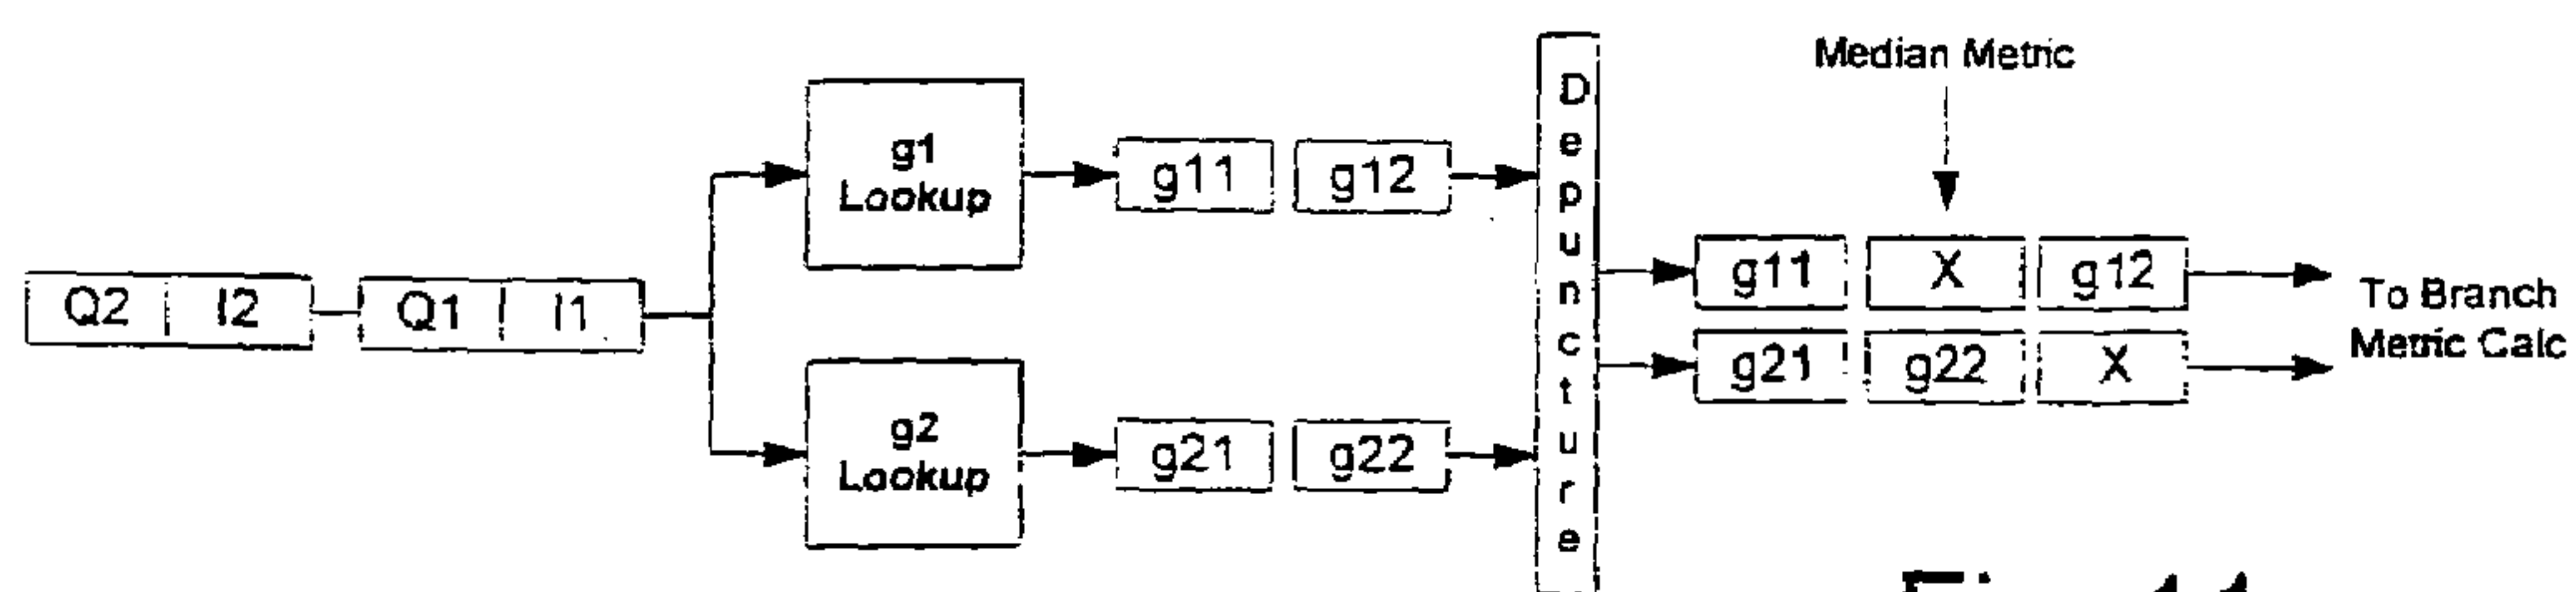 Median Metric
g1
Lookup
g11 g12
Depuncture
Q2 I2 Q1 I1
g11 X g12
To Branch
Metric Calc
g21 g22 X
g2
Lookup
g21 g22